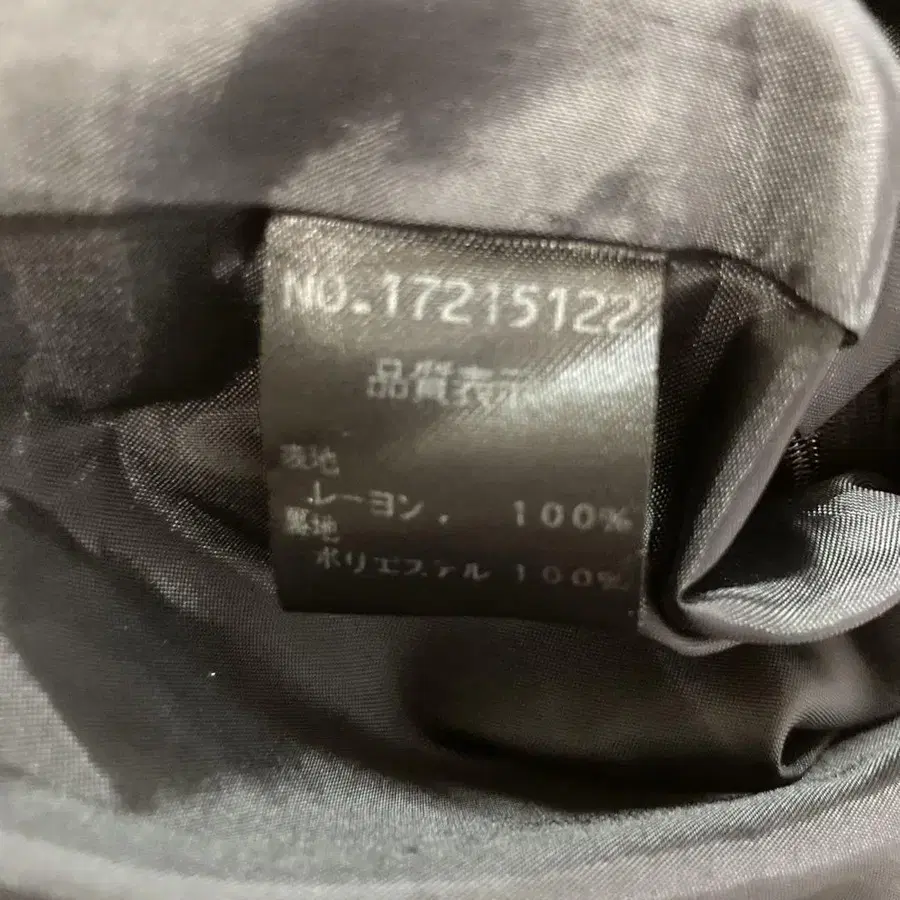 NO.17215122
品質表示
表地
レーヨン. 100%
裏地
ポリエステル 100%